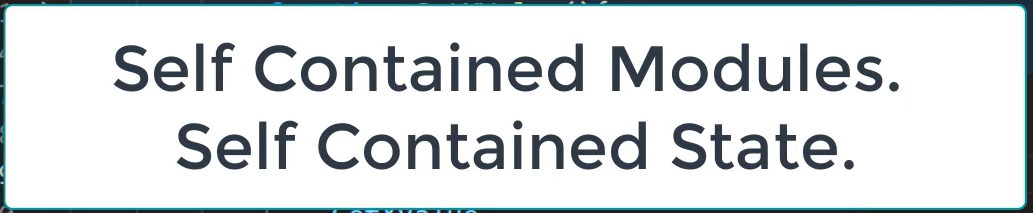 Self Contained Modules.
Self Contained State.